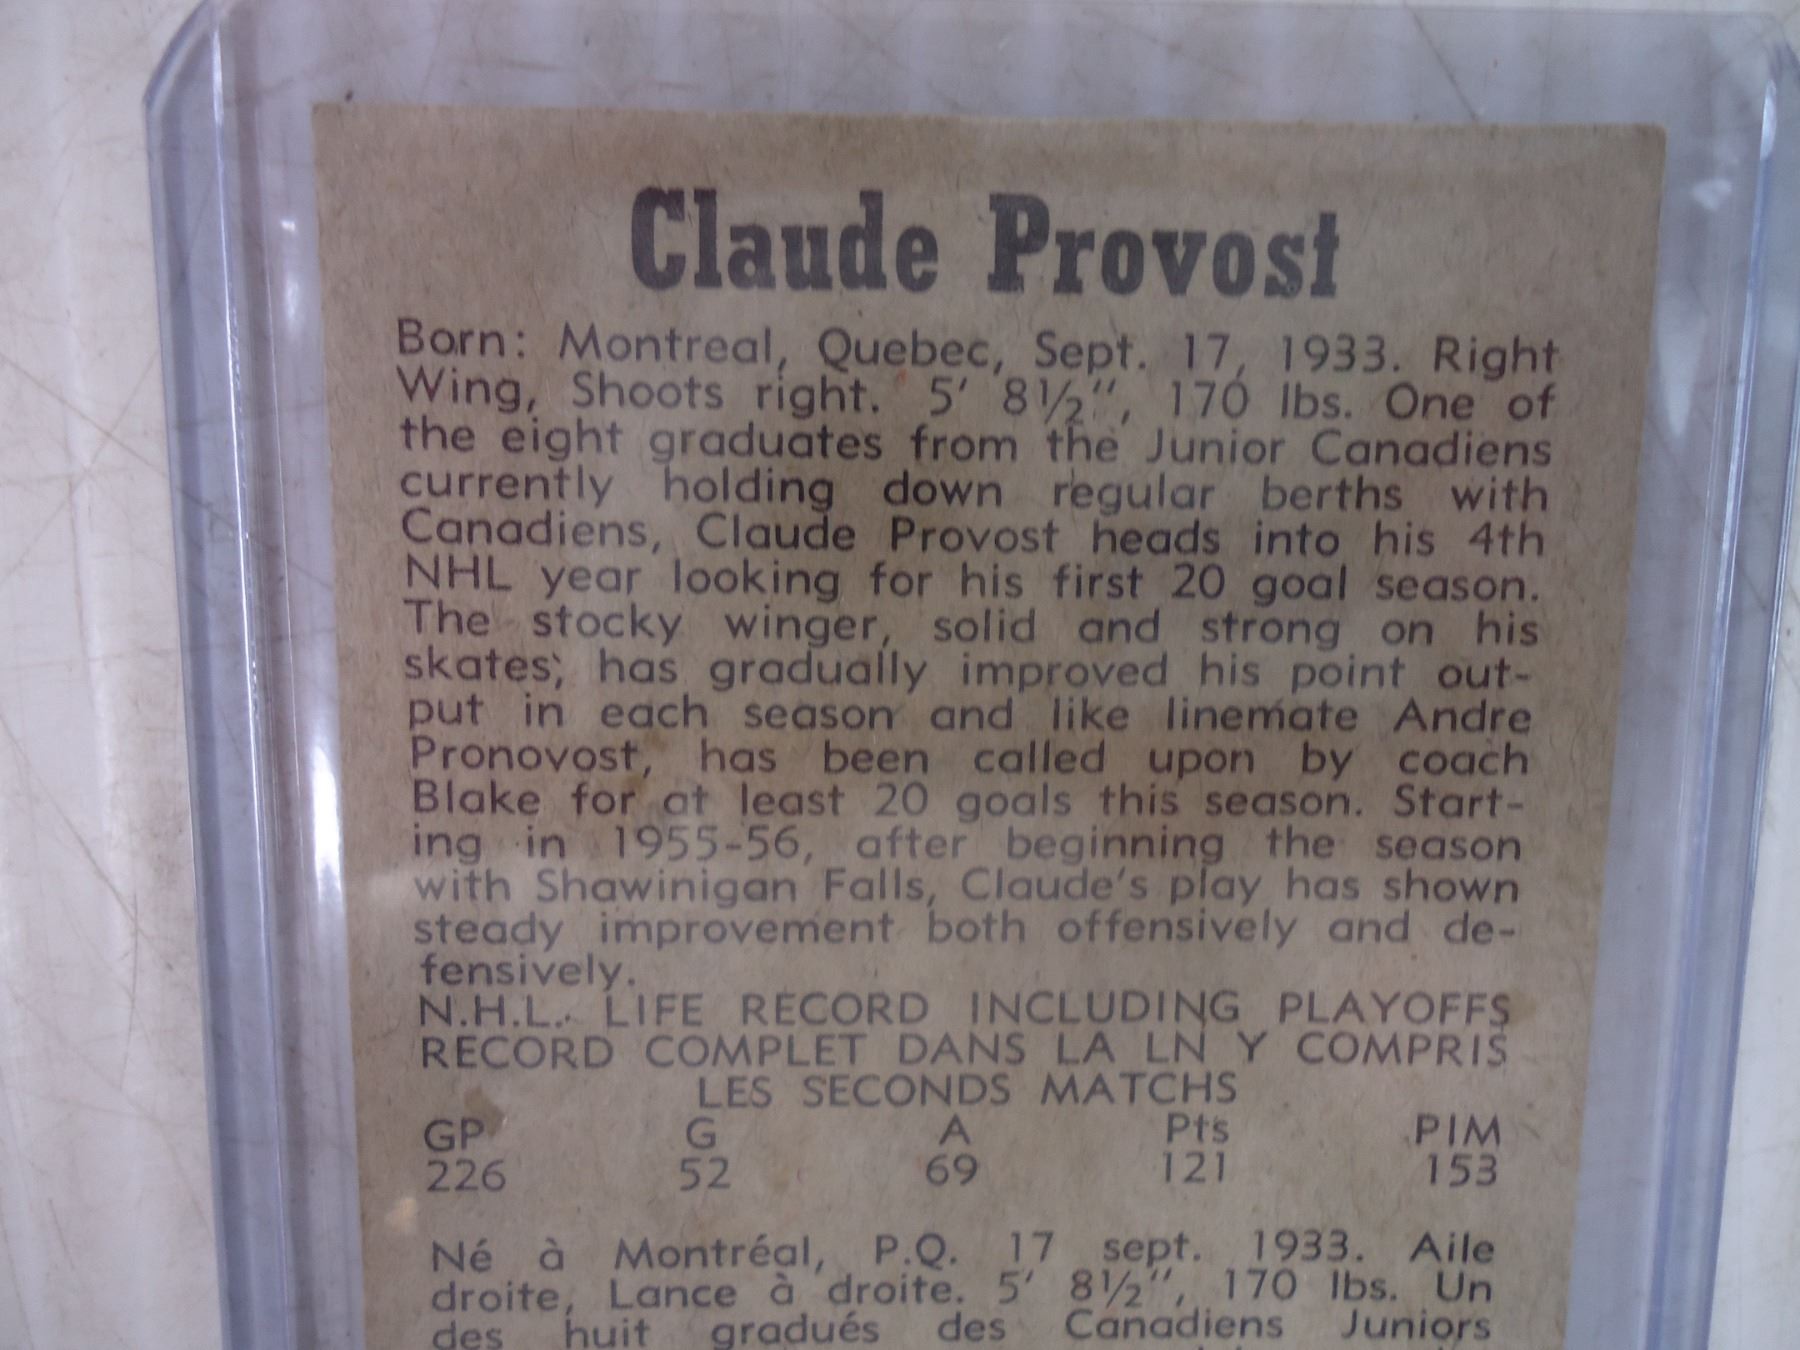 Claude Provost
Born: Montreal, Quebec, Sept. 17, 1933. Right
Wing, Shoots right. 5' 8½", 170 lbs. One of
the eight graduates from the Junior Canadiens
currently holding down regular berths with
Canadiens, Claude Provost heads into his 4th
NHL year looking for his first 20 goal season.
The stocky winger, solid and strong on his
skates; has gradually improved his point out-
put in each season and like linemate Andre
Pronovost, has been called upon by coach
Blake for at least 20 goals this season. Start-
ing in 1955-56, after beginning the season
with Shawinigan Falls, Claude's play has shown
steady improvement both offensively and de-
fensively.
N.H.L. LIFE RECORD INCLUDING PLAYOFFS
RECORD COMPLET DANS LA LN Y COMPRIS
LES SECONDS MATCHS
GP G A Pts PIM
226 52 69 121 153
Né à Montréal, P.Q. 17 sept. 1933. Aile
droite, Lance à droite. 5' 8½", 170 lbs. Un
des huit gradués des Canadiens Juniors